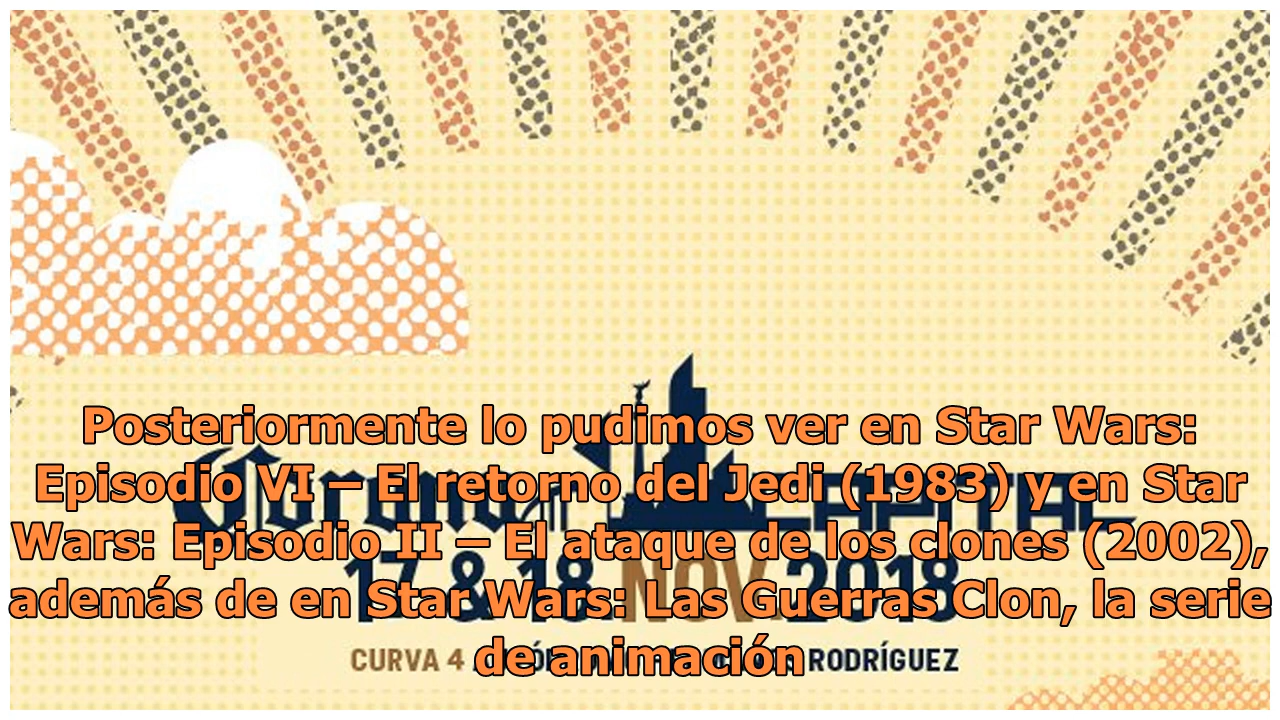 Posteriormente lo pudimos ver en Star Wars:
Episodio VI – El retorno del Jedi (1983) y en Star
Wars: Episodio II – El ataque de los clones (2002),
además de en Star Wars: Las Guerras Clon, la serie
de animación
Corona CAPITAL
17 & 18 NOV. 2018
CURVA 4 RODRÍGUEZ